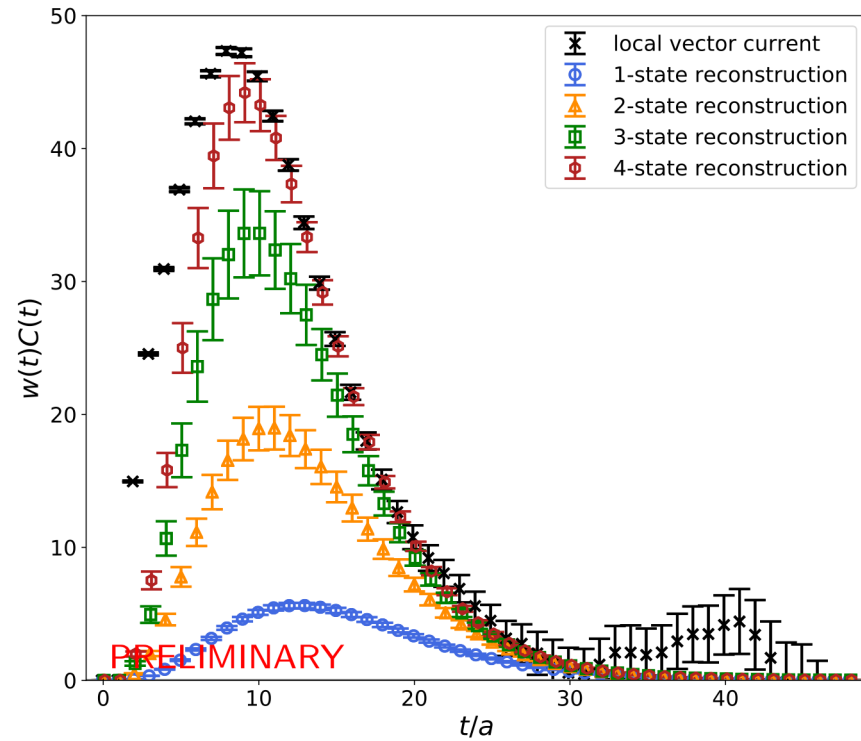 50
40
30
20
10
0
w(t)C(t)
local vector current
1-state reconstruction
2-state reconstruction
3-state reconstruction
4-state reconstruction
PRELIMINARY
0 10 20 30 40
t/a